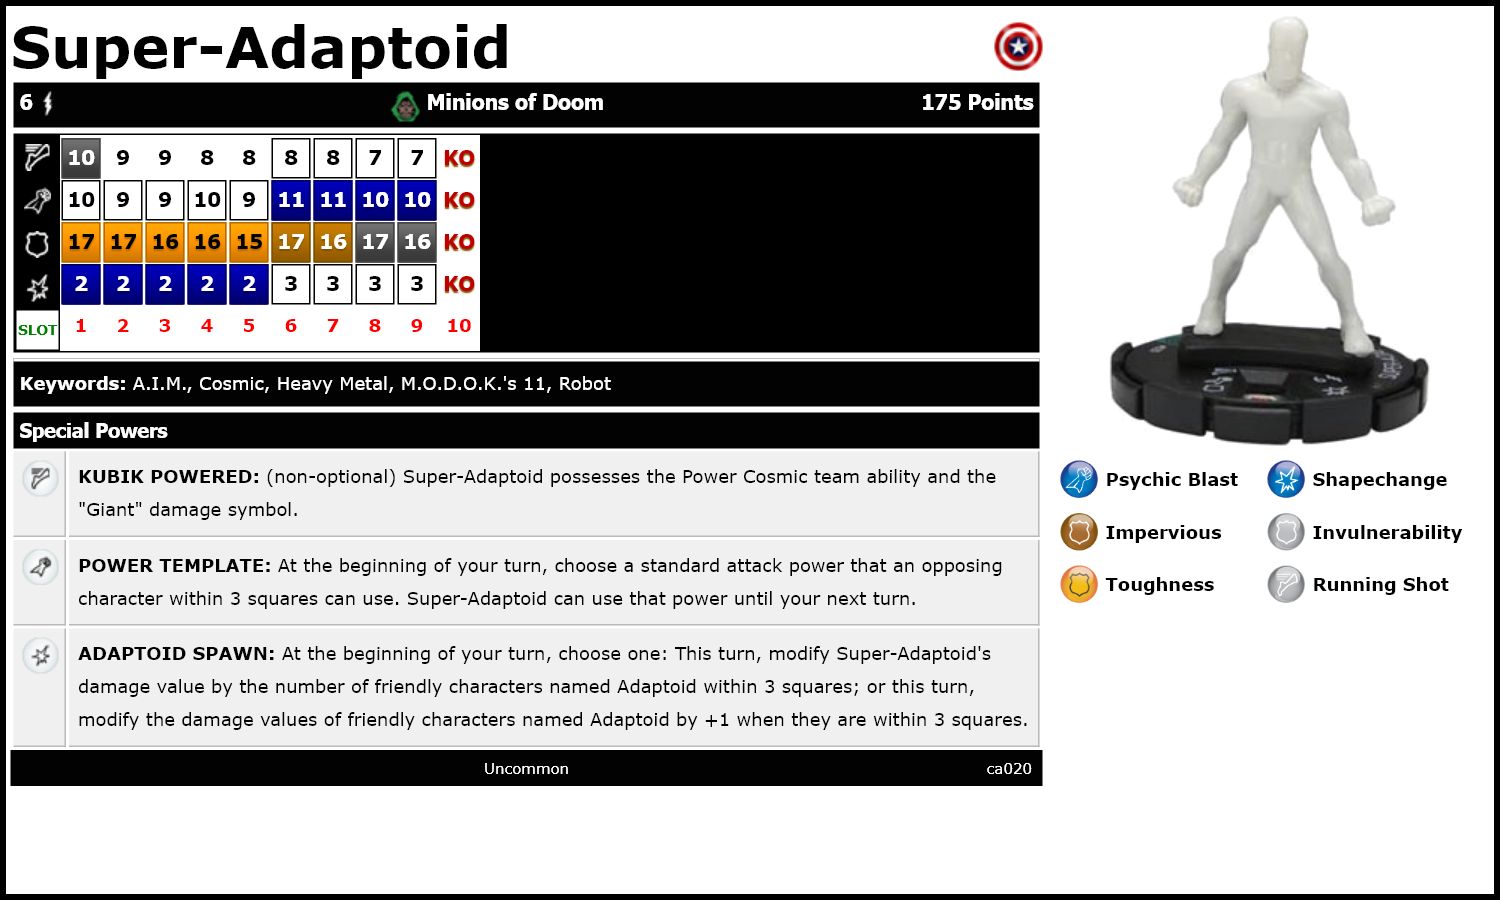 Super-Adaptoid
6 Minions of Doom 175 Points
10 9 9 8 8 8 8 7 7 KO
10 9 9 10 9 11 11 10 10 KO
17 17 16 16 15 17 16 17 16 KO
2 2 2 2 2 3 3 3 3 KO
SLOT 1 2 3 4 5 6 7 8 9 10
Keywords: A.I.M., Cosmic, Heavy Metal, M.O.D.O.K.'s 11, Robot
Special Powers
KUBIK POWERED: (non-optional) Super-Adaptoid possesses the Power Cosmic team ability and the
"Giant" damage symbol.
POWER TEMPLATE: At the beginning of your turn, choose a standard attack power that an opposing
character within 3 squares can use. Super-Adaptoid can use that power until your next turn.
ADAPTOID SPAWN: At the beginning of your turn, choose one: This turn, modify Super-Adaptoid's
damage value by the number of friendly characters named Adaptoid within 3 squares; or this turn,
modify the damage values of friendly characters named Adaptoid by +1 when they are within 3 squares.
Uncommon ca020
Psychic Blast Shapechange
Impervious Invulnerability
Toughness Running Shot